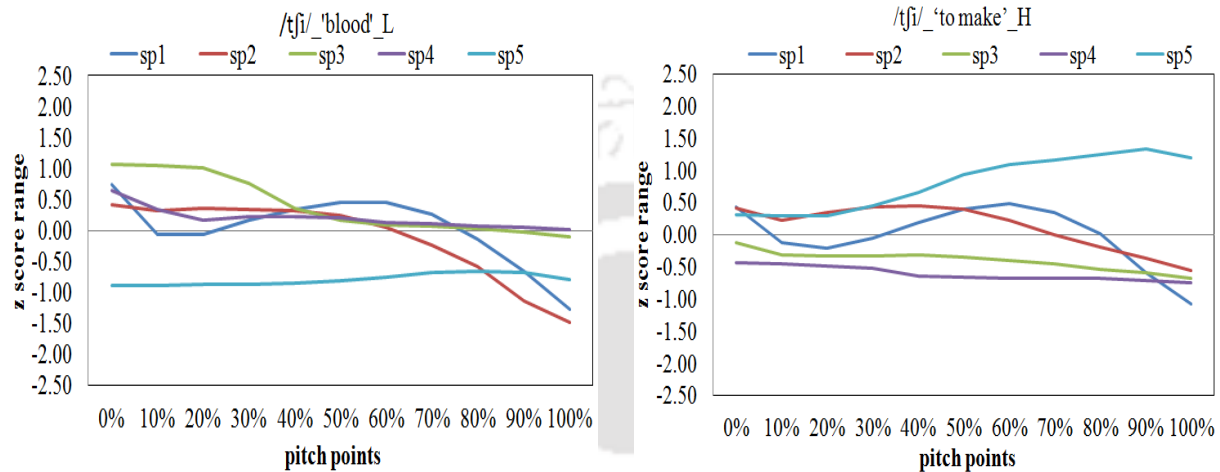 /tʃi/_'blood'_L
sp1 sp2 sp3 sp4 sp5
z score range
2.50
2.00
1.50
1.00
0.50
0.00
-0.50
-1.00
-1.50
-2.00
-2.50
0% 10% 20% 30% 40% 50% 60% 70% 80% 90% 100%
pitch points
/tʃi/_‘to make’_H
sp1 sp2 sp3 sp4 sp5
z score range
2.50
2.00
1.50
1.00
0.50
0.00
-0.50
-1.00
-1.50
-2.00
-2.50
0% 10% 20% 30% 40% 50% 60% 70% 80% 90% 100%
pitch points